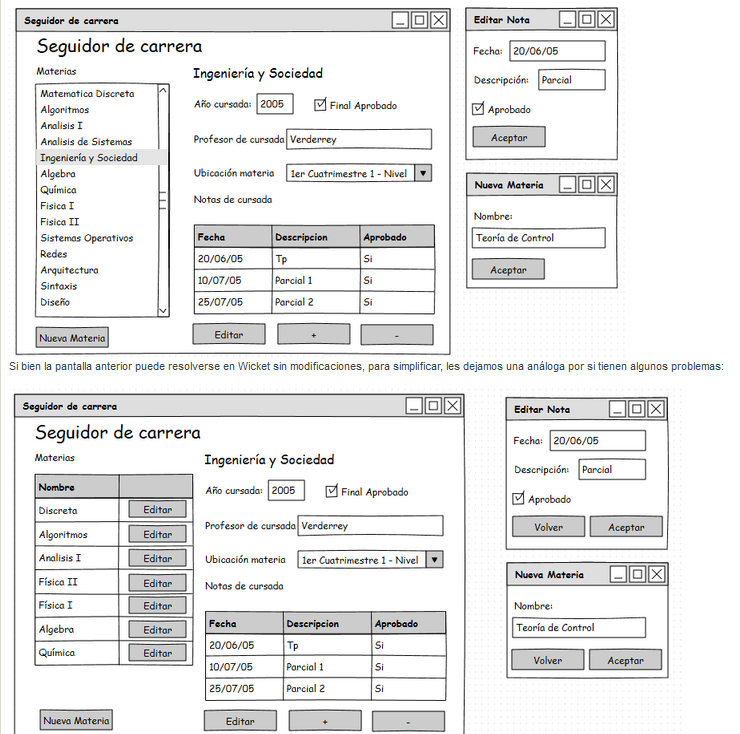 Seguidor de carrera
Seguidor de carrera
Materias
Matematica Discreta
Algoritmos
Analisis I
Analisis de Sistemas
Ingeniería y Sociedad
Algebra
Química
Fisica I
Fisica II
Sistemas Operativos
Redes
Arquitectura
Sintaxis
Diseño
Nueva Materia
Ingeniería y Sociedad
Año cursada: 2005 Final Aprobado
Profesor de cursada Verderrey
Ubicación materia 1er Cuatrimestre 1 - Nivel
Notas de cursada
Fecha Descripcion Aprobado
20/06/05 Tp Si
10/07/05 Parcial 1 Si
25/07/05 Parcial 2 Si
Editar + -
Editar Nota
Fecha: 20/06/05
Descripción: Parcial
Aprobado
Aceptar
Nueva Materia
Nombre:
Teoría de Control
Aceptar
Si bien la pantalla anterior puede resolverse en Wicket sin modificaciones, para simplificar, les dejamos una análoga por si tienen algunos problemas:
Seguidor de carrera
Seguidor de carrera
Materias
Nombre
Discreta Editar
Algoritmos Editar
Analisis I Editar
Física II Editar
Física I Editar
Algebra Editar
Química Editar
Nueva Materia
Ingeniería y Sociedad
Año cursada: 2005 Final Aprobado
Profesor de cursada Verderrey
Ubicación materia 1er Cuatrimestre 1 - Nivel
Notas de cursada
Fecha Descripcion Aprobado
20/06/05 Tp Si
10/07/05 Parcial 1 Si
25/07/05 Parcial 2 Si
Editar + -
Editar Nota
Fecha: 20/06/05
Descripción: Parcial
Aprobado
Volver Aceptar
Nueva Materia
Nombre:
Teoría de Control
Volver Aceptar